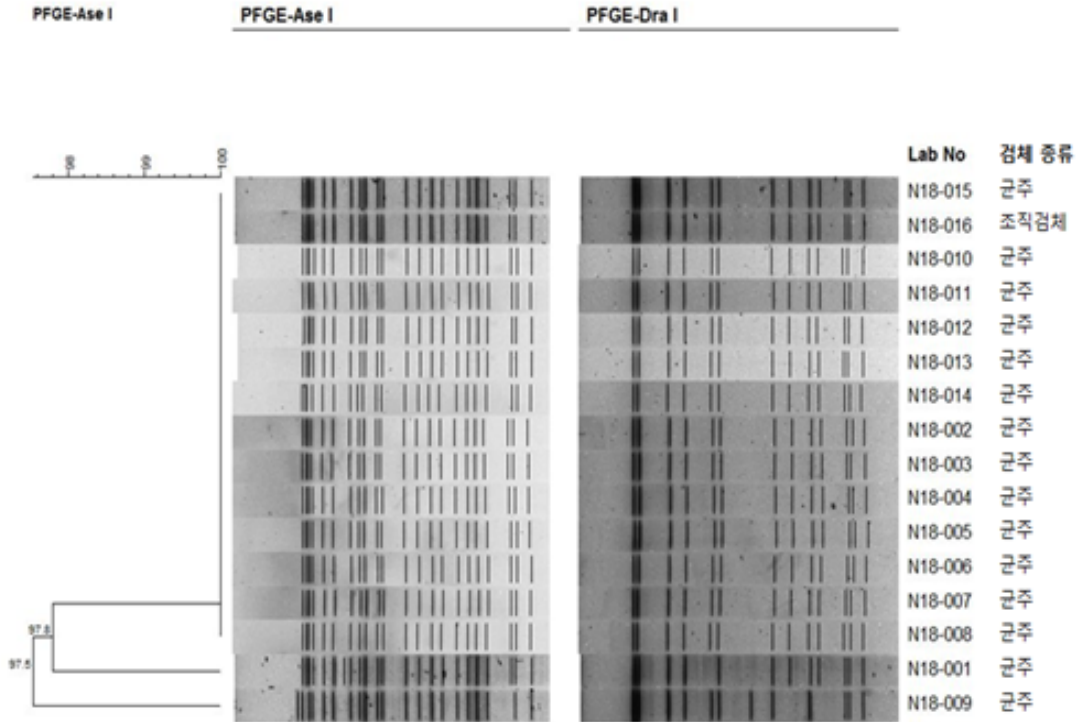 PFGE-Ase I PFGE-Ase I PFGE-Dra I
98 99 100
Lab No 검체 종류
N18-015 균주
N18-016 조직검체
N18-010 균주
N18-011 균주
N18-012 균주
N18-013 균주
N18-014 균주
N18-002 균주
N18-003 균주
N18-004 균주
N18-005 균주
N18-006 균주
N18-007 균주
97.8 N18-008 균주
97.5 N18-001 균주
N18-009 균주